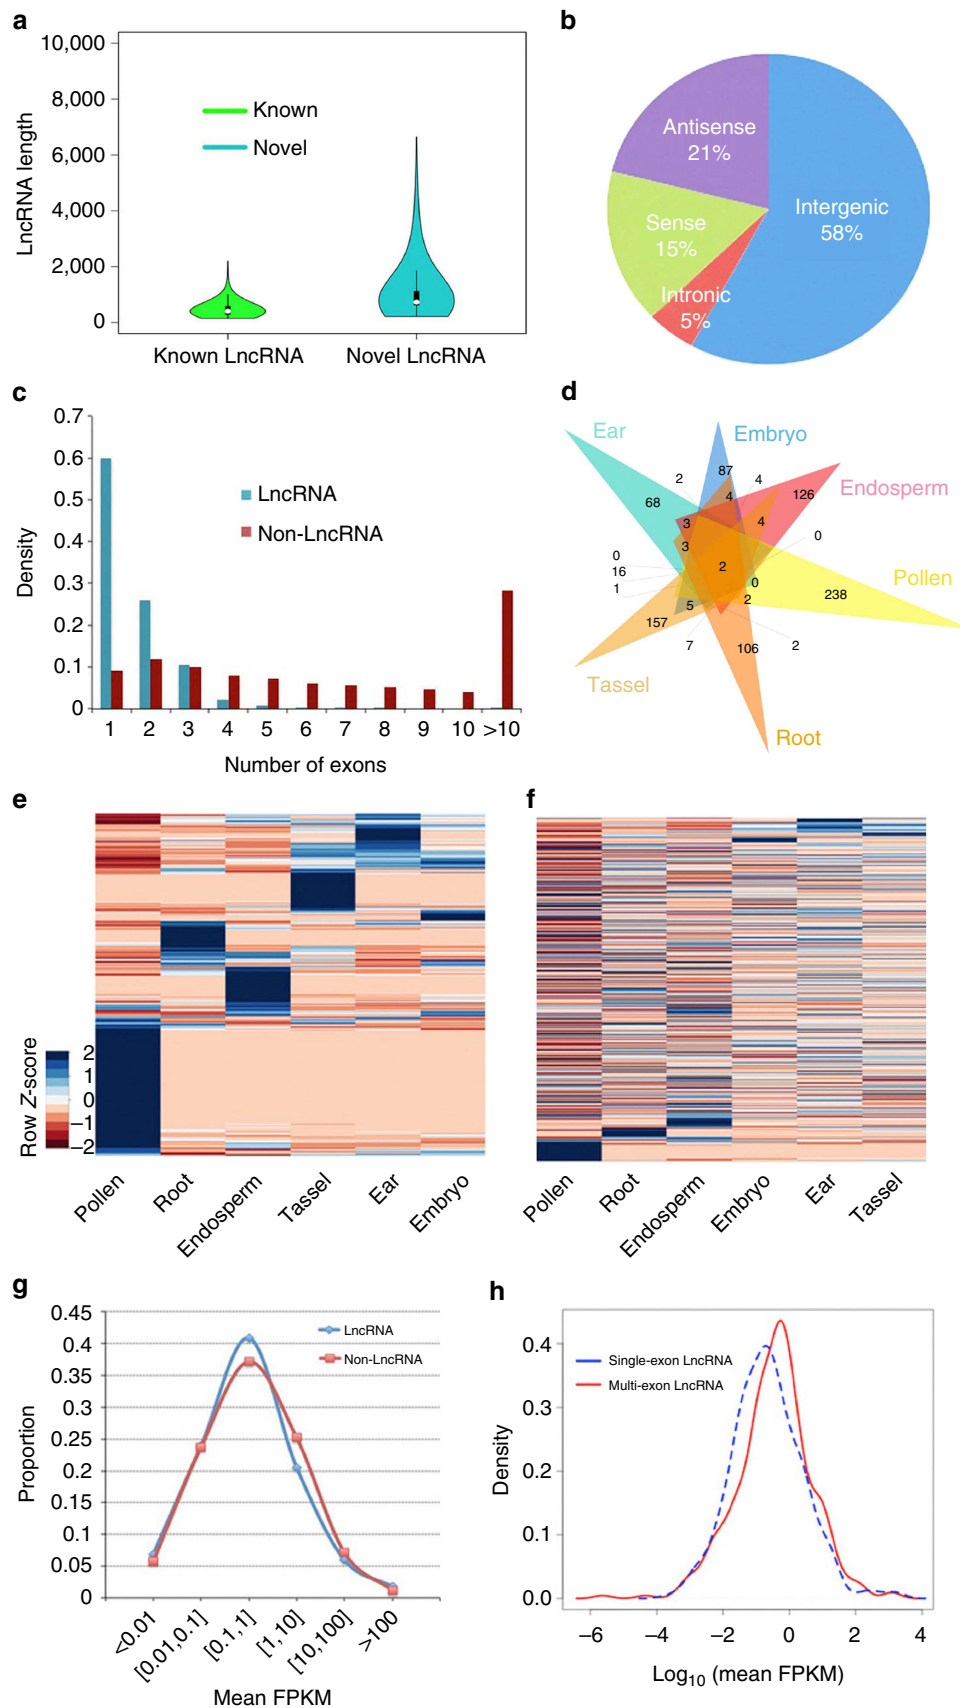 a
10,000
8,000
6,000
4,000
2,000
0
LncRNA length
Known
Novel
Known LncRNA
Novel LncRNA
b
Antisense
21%
Intergenic
58%
Sense
15%
Intronic
5%
c
0.7
0.6
0.5
0.4
0.3
0.2
0.1
0
Density
LncRNA
Non-LncRNA
1 2 3 4 5 6 7 8 9 10 >10
Number of exons
d
Ear
Embryo
Endosperm
Pollen
Root
Tassel
2
87
4
4
126
68
3
4
0
3
0
16
1
2
0
238
5
2
157
7
106
2
e
Row Z-score
2
1
0
−1
−2
Pollen
Root
Endosperm
Tassel
Ear
Embryo
f
Pollen
Root
Endosperm
Embryo
Ear
Tassel
g
0.45
0.4
0.35
0.3
0.25
0.2
0.15
0.1
0.05
0
Proportion
LncRNA
Non-LncRNA
<0.01
[0.01,0.1]
[0.1,1]
[1,10]
[10,100]
>100
Mean FPKM
h
0.4
0.3
0.2
0.1
0.0
Density
Single-exon LncRNA
Multi-exon LncRNA
−6 −4 −2 0 2 4
Log10 (mean FPKM)